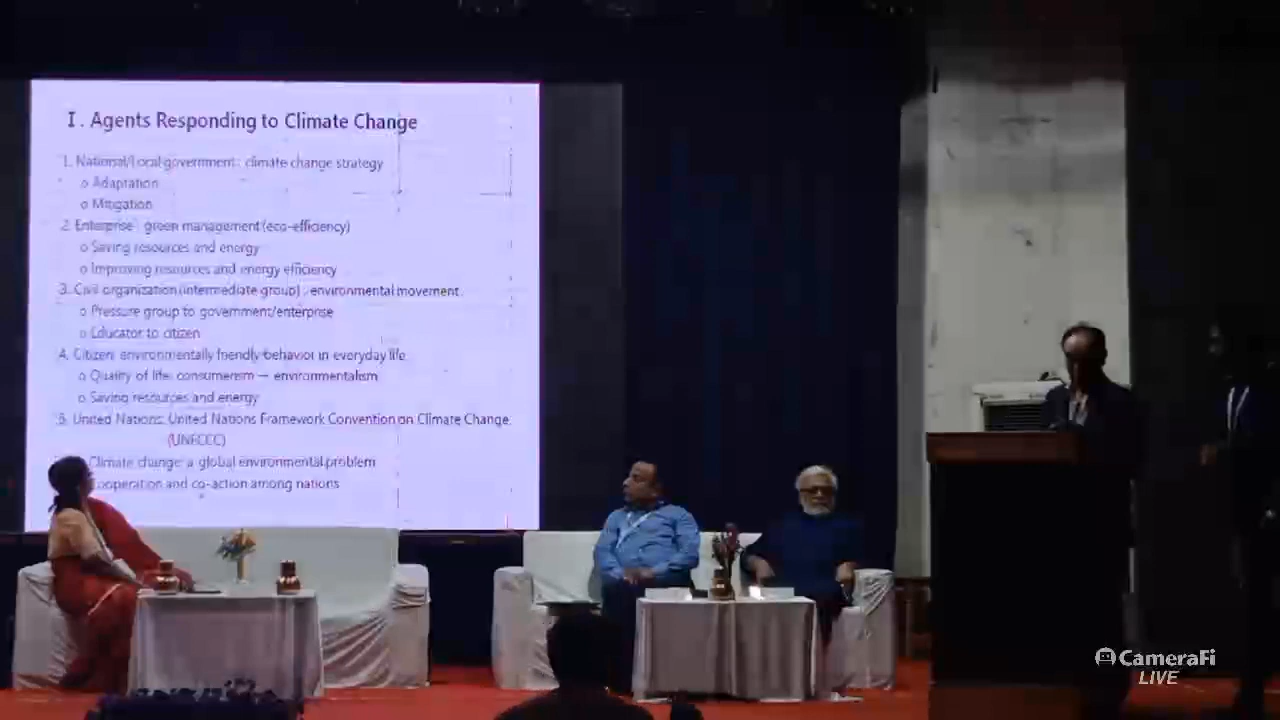 I. Agents Responding to Climate Change
1. National/Local government : climate change strategy
o Adaptation
o Mitigation
2. Enterprise : green management (eco-efficiency)
o Saving resources and energy
o Improving resources and energy efficiency
3. Civil organization (intermediate group) : environmental movement
o Pressure group to government/enterprise
o Educator to citizen
4. Citizen: environmentally friendly behavior in everyday life
o Quality of life: consumerism → environmentalism
o Saving resources and energy
5. United Nations: United Nations Framework Convention on Climate Change
(UNFCCC)
Climate change: a global environmental problem
ooperation and co-action among nations
CameraFi
LIVE